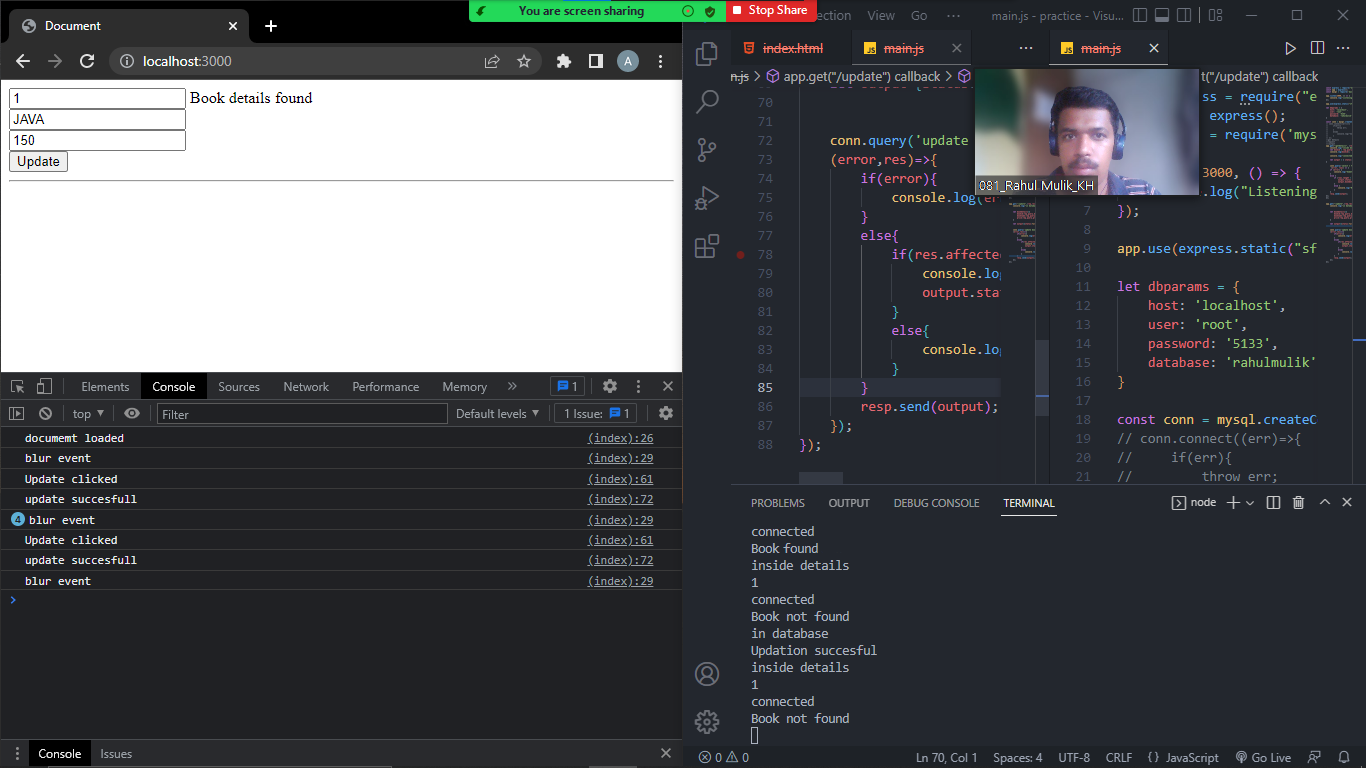 You are screen sharing
Stop Share
Document
localhost:3000
A
1
Book details found
JAVA
150
Update
Elements
Console
Sources
Network
Performance
Memory
1
top
Filter
Default levels
1 Issue:
1
documemt loaded
(index):26
blur event
(index):29
Update clicked
(index):61
update succesfull
(index):72
4
blur event
(index):29
Update clicked
(index):61
update succesfull
(index):72
blur event
(index):29
Console
Issues
View
Go
main.js - practice - Visu...
index.html
JS
main.js
JS
main.js
app.get("/update") callback
t("/update") callback
70
71
72 conn.query('update
73 (error,res)=>{
74 if(error){
75 console.log(er
76 }
77 else{
78 if(res.affecte
79 console.log
80 output.stat
81 }
82 else{
83 console.log
84 }
85 }
86 resp.send(output);
87 });
88 });
ss = require("e
express();
= require('mys
3000, () => {
.log("Listening
7 });
8
9 app.use(express.static("sf
10
11 let dbparams = {
12 host: 'localhost',
13 user: 'root',
14 password: '5133',
15 database: 'rahulmulik'
16 }
17
18 const conn = mysql.createC
19 // conn.connect((err)=>{
20 // if(err){
21 // throw err;
081_Rahul Mulik_KH
PROBLEMS
OUTPUT
DEBUG CONSOLE
TERMINAL
node
connected
Book found
inside details
1
connected
Book not found
in database
Updation succesful
inside details
1
connected
Book not found
0
0
Ln 70, Col 1
Spaces: 4
UTF-8
CRLF
{ } JavaScript
Go Live